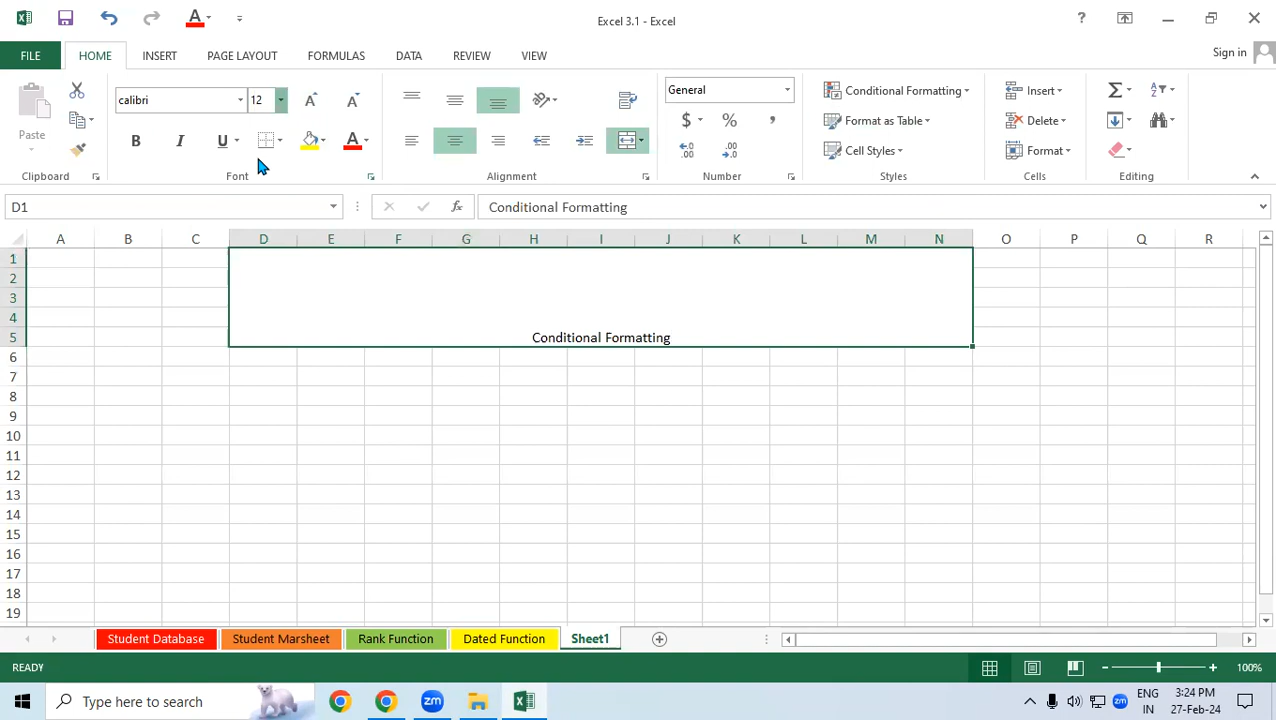 Excel 3.1 - Excel
FILE HOME INSERT PAGE LAYOUT FORMULAS DATA REVIEW VIEW Sign in
calibri 12 General Conditional Formatting Insert
Paste Format as Table Delete
Cell Styles Format
Clipboard Font Alignment Number Styles Cells Editing
D1 Conditional Formatting
A B C D E F G H I J K L M N O P Q R
1
2
3
4
5 Conditional Formatting
6
7
8
9
10
11
12
13
14
15
16
17
18
19
Student Database Student Marsheet Rank Function Dated Function Sheet1
READY 100%
Type here to search zm zm ENG 3:24 PM
IN 27-Feb-24